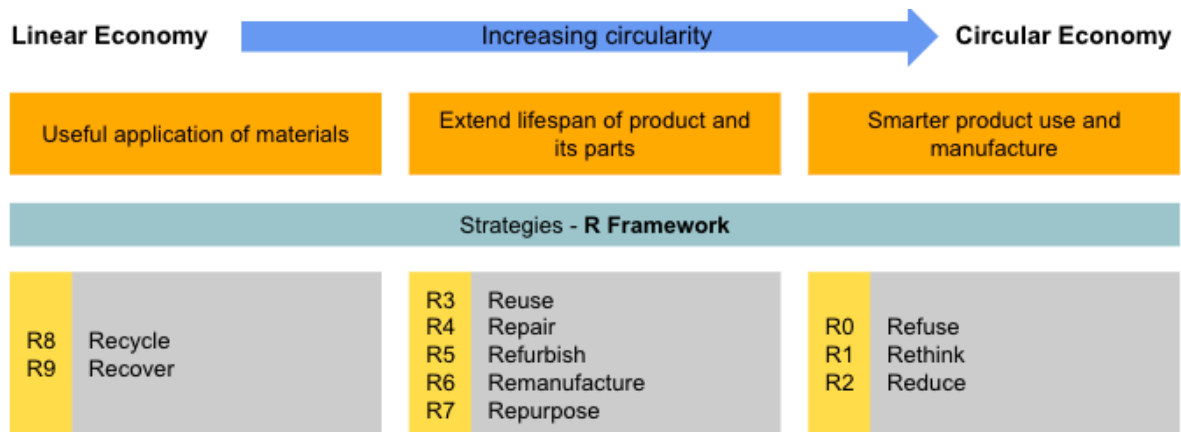 Linear Economy
Increasing circularity
Circular Economy
Useful application of materials
Extend lifespan of product and
its parts
Smarter product use and
manufacture
Strategies - R Framework
R8 Recycle
R9 Recover
R3 Reuse
R4 Repair
R5 Refurbish
R6 Remanufacture
R7 Repurpose
R0 Refuse
R1 Rethink
R2 Reduce